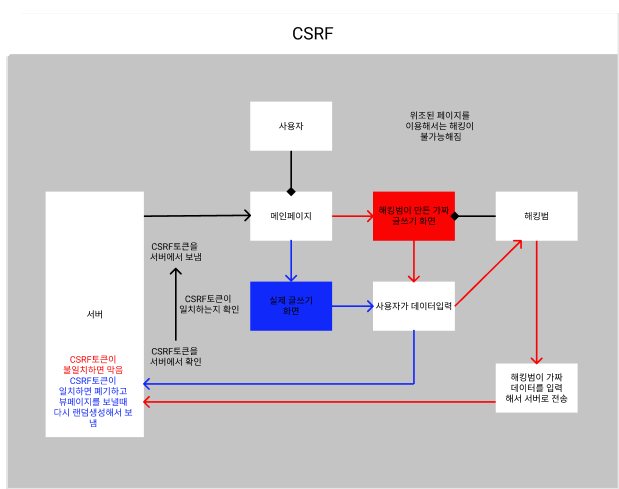 CSRF
사용자
위조된 페이지를
이용해서는 해킹이
불가능해짐
메인페이지
해킹범이 만든 가짜
글쓰기 화면
해킹범
CSRF토큰을
서버에서 보냄
CSRF토큰이
일치하는지 확인
실제 글쓰기
화면
사용자가 데이터입력
서버
CSRF토큰을
서버에서 확인
CSRF토큰이
불일치하면 막음
CSRF토큰이
일치하면 폐기하고
뷰페이지를 보낼때
다시 랜덤생성해서 보
냄
해킹범이 가짜
데이터를 입력
해서 서버로 전송